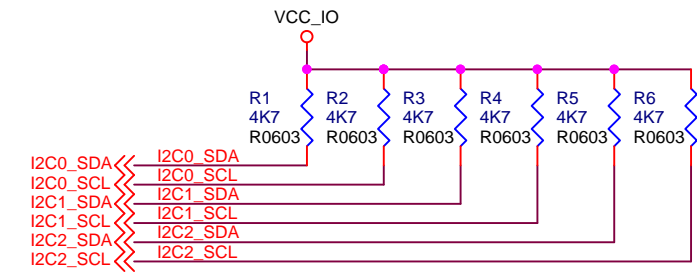 VCC_IO
R1 R2 R3 R4 R5 R6
4K7 4K7 4K7 4K7 4K7 4K7
R0603 R0603 R0603 R0603 R0603 R0603
I2C0_SDA I2C0_SDA
I2C0_SCL I2C0_SCL
I2C1_SDA I2C1_SDA
I2C1_SCL I2C1_SCL
I2C2_SDA I2C2_SDA
I2C2_SCL I2C2_SCL